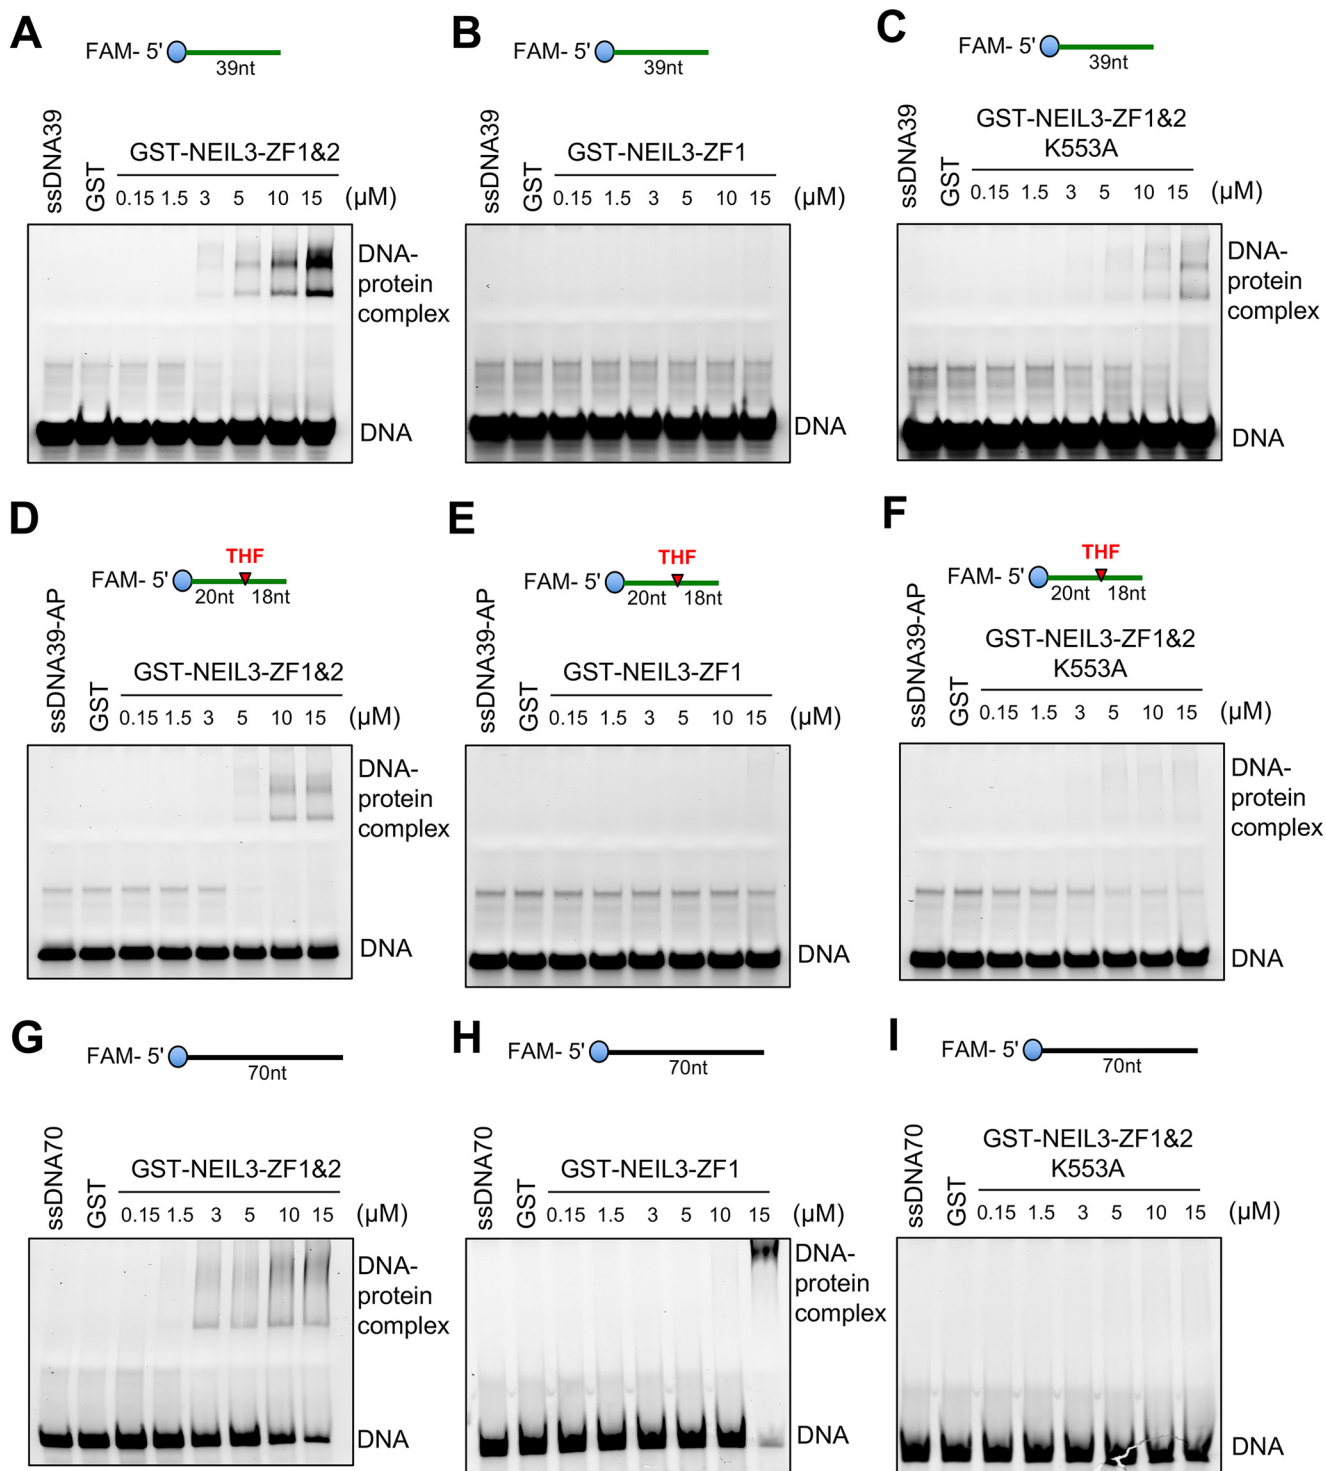 A
FAM- 5'
39nt
ssDNA39
GST
GST-NEIL3-ZF1&2
0.15 1.5 3 5 10 15 (µM)
DNA-
protein
complex
DNA
B
FAM- 5'
39nt
ssDNA39
GST
GST-NEIL3-ZF1
0.15 1.5 3 5 10 15 (µM)
DNA
C
FAM- 5'
39nt
ssDNA39
GST
GST-NEIL3-ZF1&2
K553A
0.15 1.5 3 5 10 15 (µM)
DNA-
protein
complex
DNA
D
THF
FAM- 5'
20nt 18nt
ssDNA39-AP
GST
GST-NEIL3-ZF1&2
0.15 1.5 3 5 10 15 (µM)
DNA-
protein
complex
DNA
E
THF
FAM- 5'
20nt 18nt
ssDNA39-AP
GST
GST-NEIL3-ZF1
0.15 1.5 3 5 10 15 (µM)
DNA
F
THF
FAM- 5'
20nt 18nt
ssDNA39-AP
GST
GST-NEIL3-ZF1&2
K553A
0.15 1.5 3 5 10 15 (µM)
DNA-
protein
complex
DNA
G
FAM- 5'
70nt
ssDNA70
GST
GST-NEIL3-ZF1&2
0.15 1.5 3 5 10 15 (µM)
DNA-
protein
complex
DNA
H
FAM- 5'
70nt
ssDNA70
GST
GST-NEIL3-ZF1
0.15 1.5 3 5 10 15 (µM)
DNA-
protein
complex
DNA
I
FAM- 5'
70nt
ssDNA70
GST
GST-NEIL3-ZF1&2
K553A
0.15 1.5 3 5 10 15 (µM)
DNA